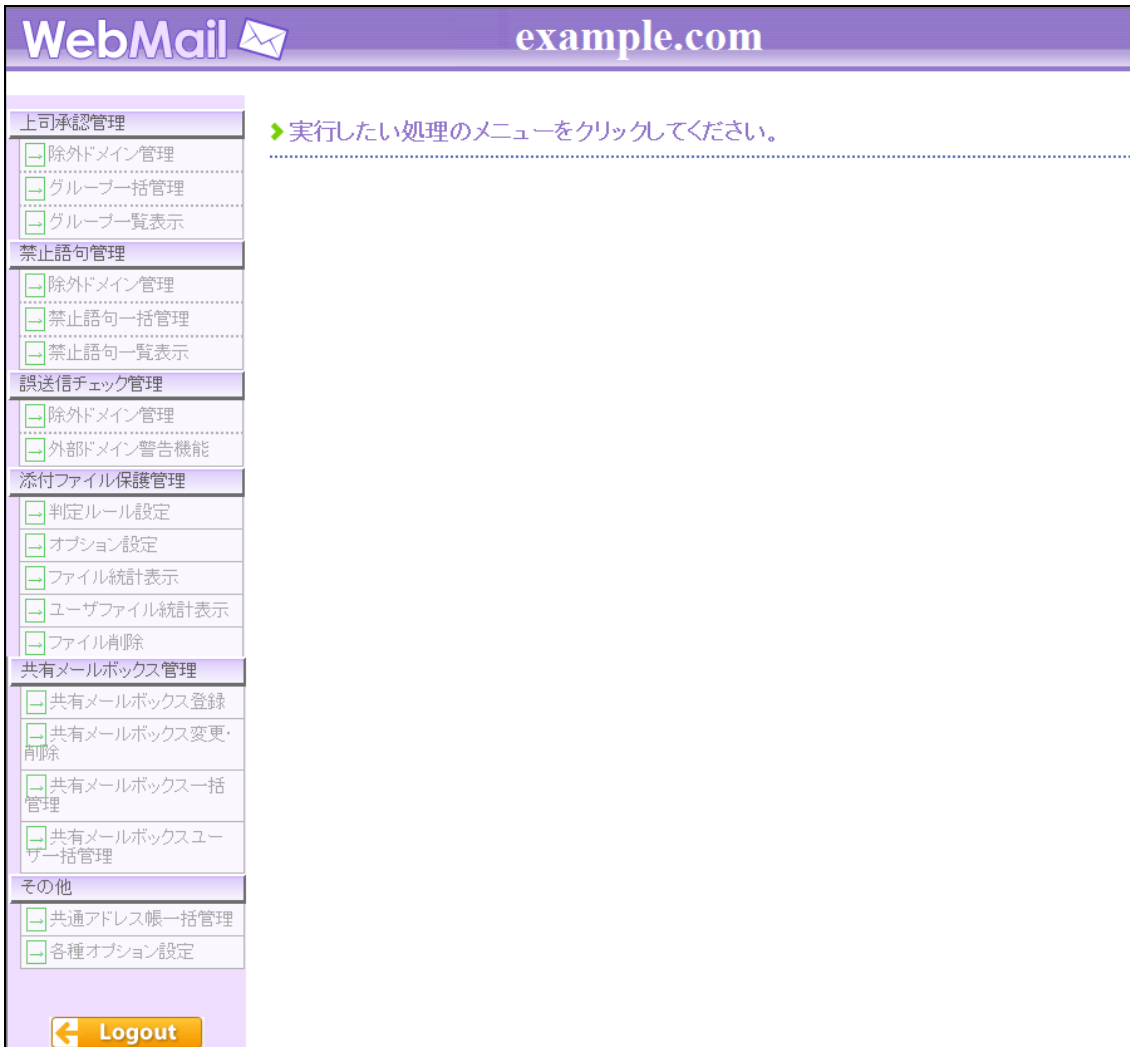 WebMail
example.com
上司承認管理
除外ドメイン管理
グループ一括管理
グループ一覧表示
禁止語句管理
除外ドメイン管理
禁止語句一括管理
禁止語句一覧表示
誤送信チェック管理
除外ドメイン管理
外部ドメイン警告機能
添付ファイル保護管理
判定ルール設定
オプション設定
ファイル統計表示
ユーザファイル統計表示
ファイル削除
共有メールボックス管理
共有メールボックス登録
共有メールボックス変更・
削除
共有メールボックス一括
管理
共有メールボックスユー
ザ一括管理
その他
共通アドレス帳一括管理
各種オプション設定
Logout
実行したい処理のメニューをクリックしてください。